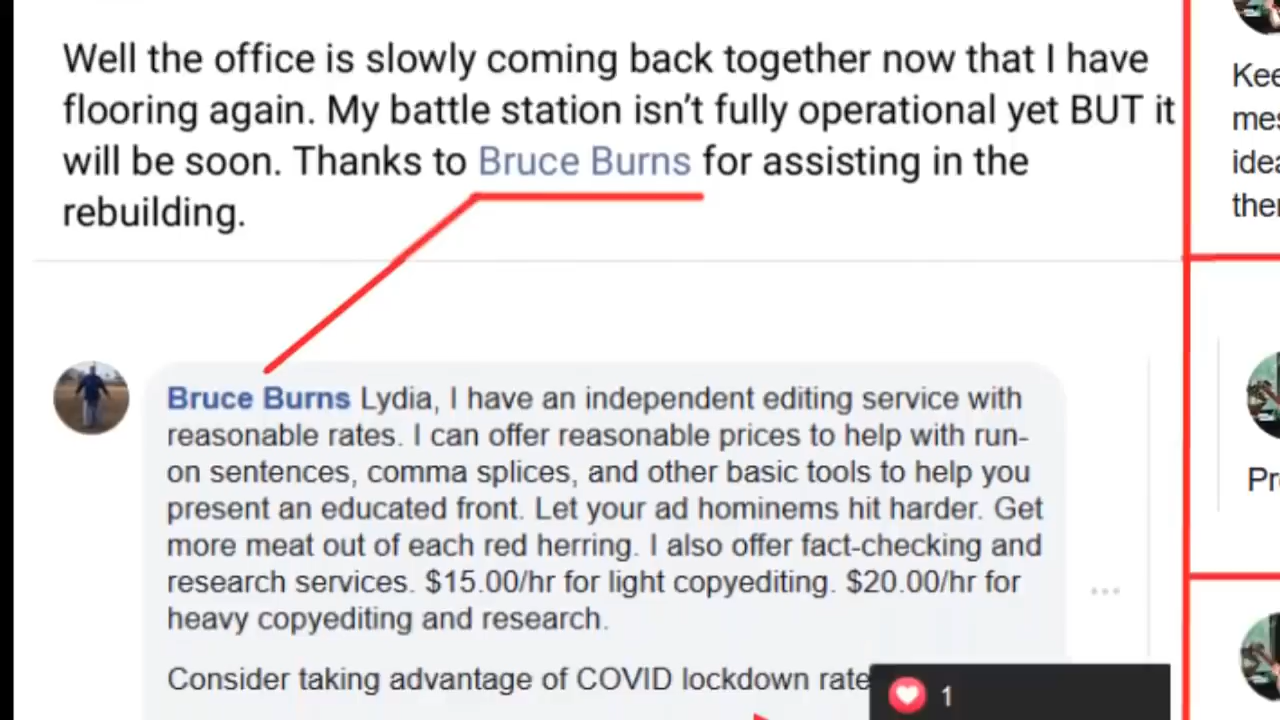 Well the office is slowly coming back together now that I have
flooring again. My battle station isn't fully operational yet BUT it
will be soon. Thanks to Bruce Burns for assisting in the
rebuilding.
Bruce Burns Lydia, I have an independent editing service with
reasonable rates. I can offer reasonable prices to help with run-
on sentences, comma splices, and other basic tools to help you
present an educated front. Let your ad hominems hit harder. Get
more meat out of each red herring. I also offer fact-checking and
research services. $15.00/hr for light copyediting. $20.00/hr for
heavy copyediting and research.
Consider taking advantage of COVID lockdown rate
1